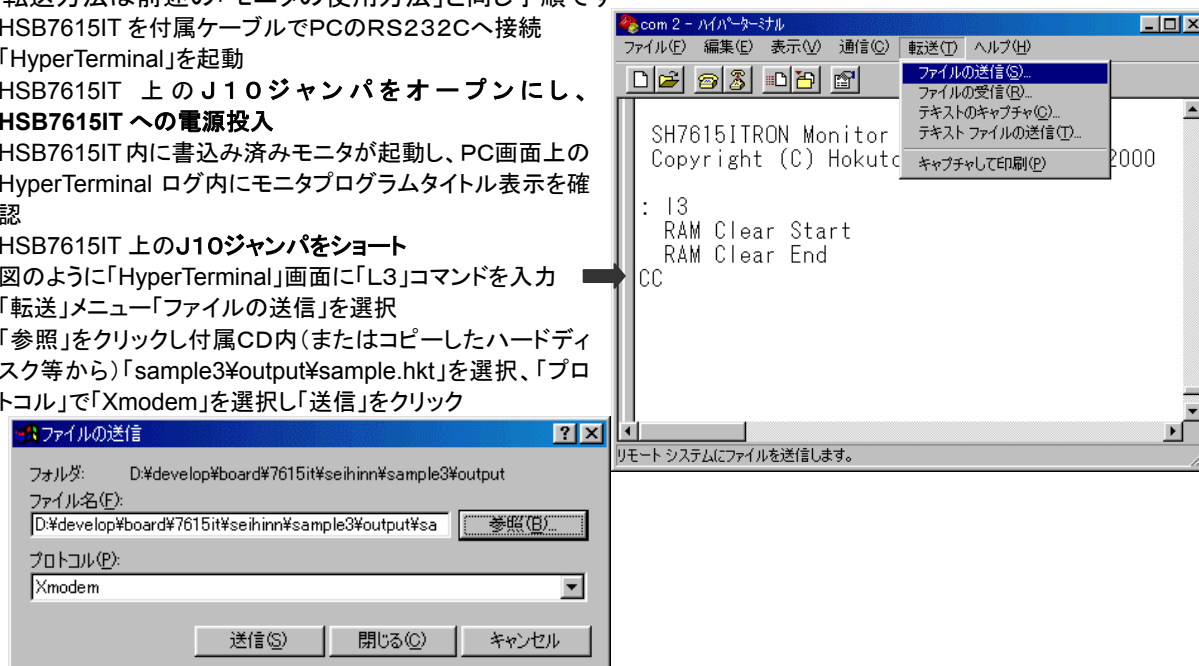 転送方法は前述の「モニタの使用方法」と同じ手順です
HSB7615IT を付属ケーブルでPCのRS232Cへ接続
「HyperTerminal」を起動
HSB7615IT 上のJ10ジャンパをオープンにし、
HSB7615IT への電源投入
HSB7615IT 内に書込み済みモニタが起動し、PC画面上の
HyperTerminal ログ内にモニタプログラムタイトル表示を確
認
HSB7615IT 上のJ10ジャンパをショート
図のように「HyperTerminal」画面に「L3」コマンドを入力
「転送」メニュー「ファイルの送信」を選択
「参照」をクリックし付属CD内(またはコピーしたハードディ
スク等から)「sample3¥output¥sample.hkt」を選択、「プロ
トコル」で「Xmodem」を選択し「送信」をクリック
com 2 - ハイパーターミナル
ファイル(F) 編集(E) 表示(V) 通信(C) 転送(T) ヘルプ(H)
ファイルの送信(S)...
ファイルの受信(R)...
テキストのキャプチャ(C)...
テキスト ファイルの送信(T)...
キャプチャして印刷(P)
SH7615ITRON Monitor
Copyright (C) Hokut 2000
: l3
RAM Clear Start
RAM Clear End
CC
リモート システムにファイルを送信します。
ファイルの送信
フォルダ: D:¥develop¥board¥7615it¥seihinn¥sample3¥output
ファイル名(F):
D:¥develop¥board¥7615it¥seihinn¥sample3¥output¥sa 参照(B)...
プロトコル(P):
Xmodem
送信(S) 閉じる(C) キャンセル